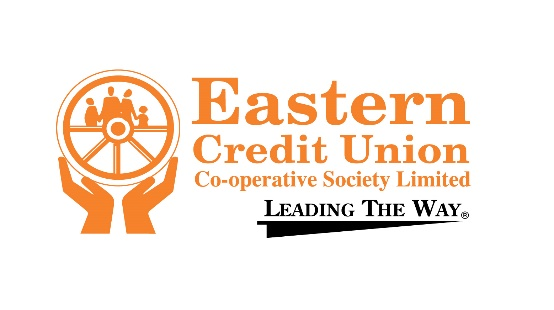 Eastern
Credit Union
Co-operative Society Limited
LEADING THE WAY®